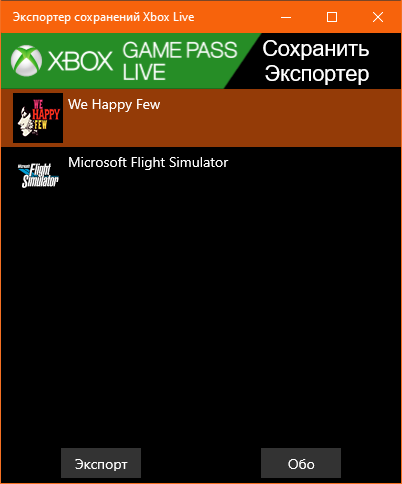 Экспортер сохранений Xbox Live
XBOX
GAME PASS
LIVE
Сохранить
Экспортер
WE
HAPPY
FEW
We Happy Few
Microsoft
Flight
Simulator
Microsoft Flight Simulator
Экспорт
Обо